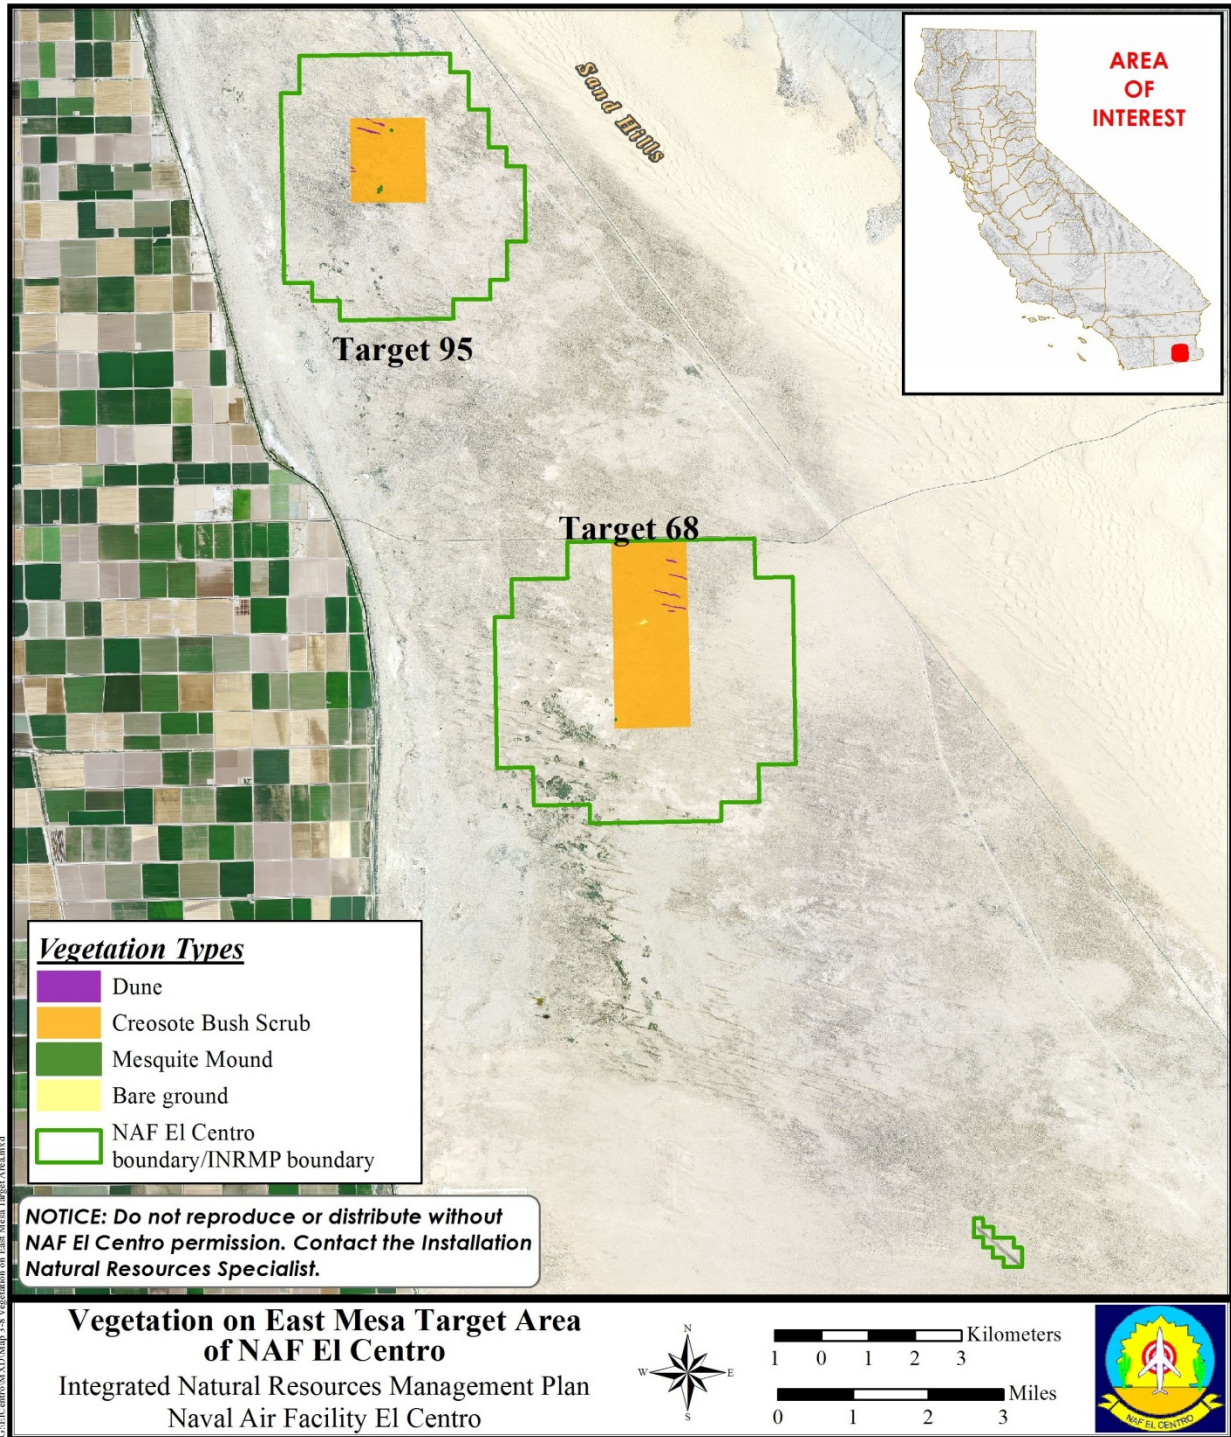 Sand Hills
AREA
OF
INTEREST
Target 95
Target 68
Vegetation Types
Dune
Creosote Bush Scrub
Mesquite Mound
Bare ground
NAF El Centro
boundary/INRMP boundary
NOTICE: Do not reproduce or distribute without
NAF El Centro permission. Contact the Installation
Natural Resources Specialist.
Vegetation on East Mesa Target Area
of NAF El Centro
Integrated Natural Resources Management Plan
Naval Air Facility El Centro
N
W E
S
Kilometers
1 0 1 2 3
Miles
0 1 2 3
NAF EL CENTRO